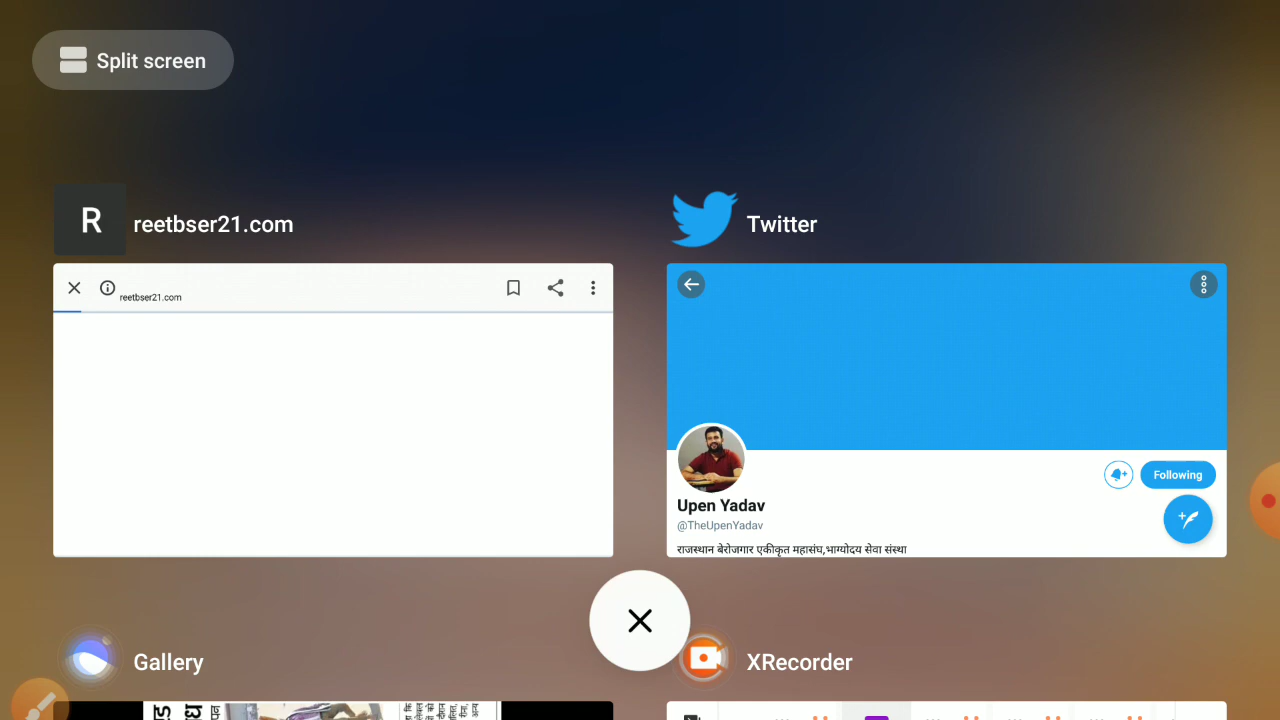 Split screen
R
reetbser21.com
Twitter
reetbser21.com
Following
Upen Yadav
@TheUpenYadav
राजस्थान बेरोजगार एकीकृत महासंघ,भाग्योदय सेवा संस्था
Gallery
XRecorder